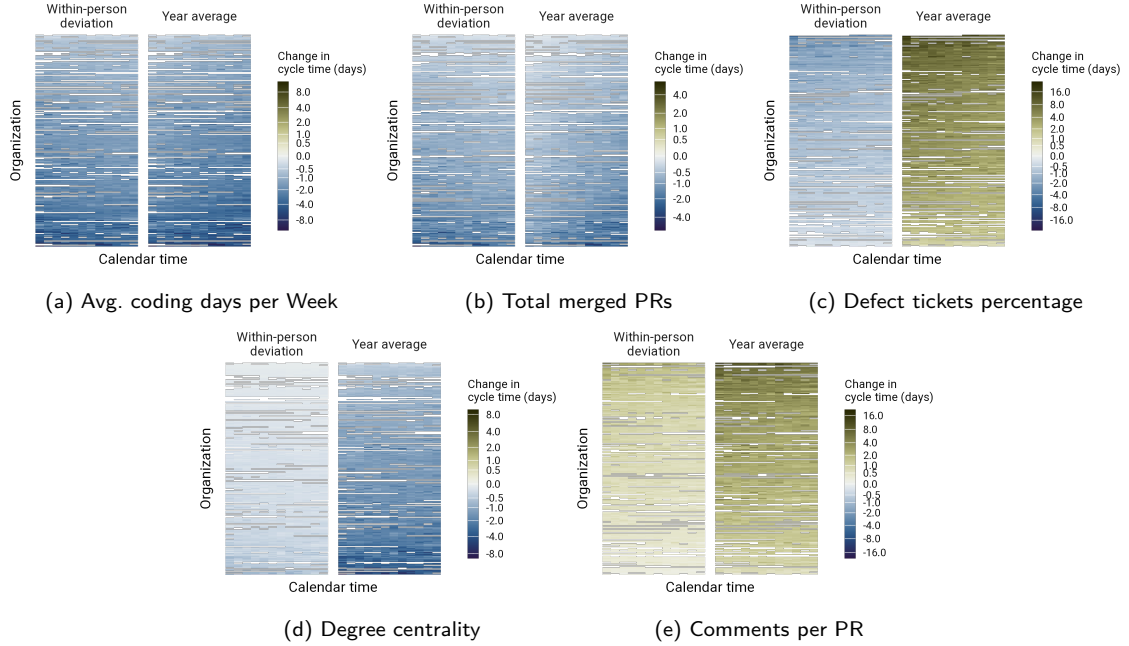 Within-person
deviation
Year average
Change in
cycle time (days)
8.0
4.0
2.0
1.0
0.5
0.0
-0.5
-1.0
-2.0
-4.0
-8.0
Organization
Calendar time
(a) Avg. coding days per Week
Within-person
deviation
Year average
Change in
cycle time (days)
4.0
2.0
1.0
0.5
0.0
-0.5
-1.0
-2.0
-4.0
Organization
Calendar time
(b) Total merged PRs
Within-person
deviation
Year average
Change in
cycle time (days)
16.0
8.0
4.0
2.0
1.0
0.5
0.0
-0.5
-1.0
-2.0
-4.0
-8.0
-16.0
Organization
Calendar time
(c) Defect tickets percentage
Within-person
deviation
Year average
Change in
cycle time (days)
8.0
4.0
2.0
1.0
0.5
0.0
-0.5
-1.0
-2.0
-4.0
-8.0
Organization
Calendar time
(d) Degree centrality
Within-person
deviation
Year average
Change in
cycle time (days)
16.0
8.0
4.0
2.0
1.0
0.5
0.0
-0.5
-1.0
-2.0
-4.0
-8.0
-16.0
Organization
Calendar time
(e) Comments per PR